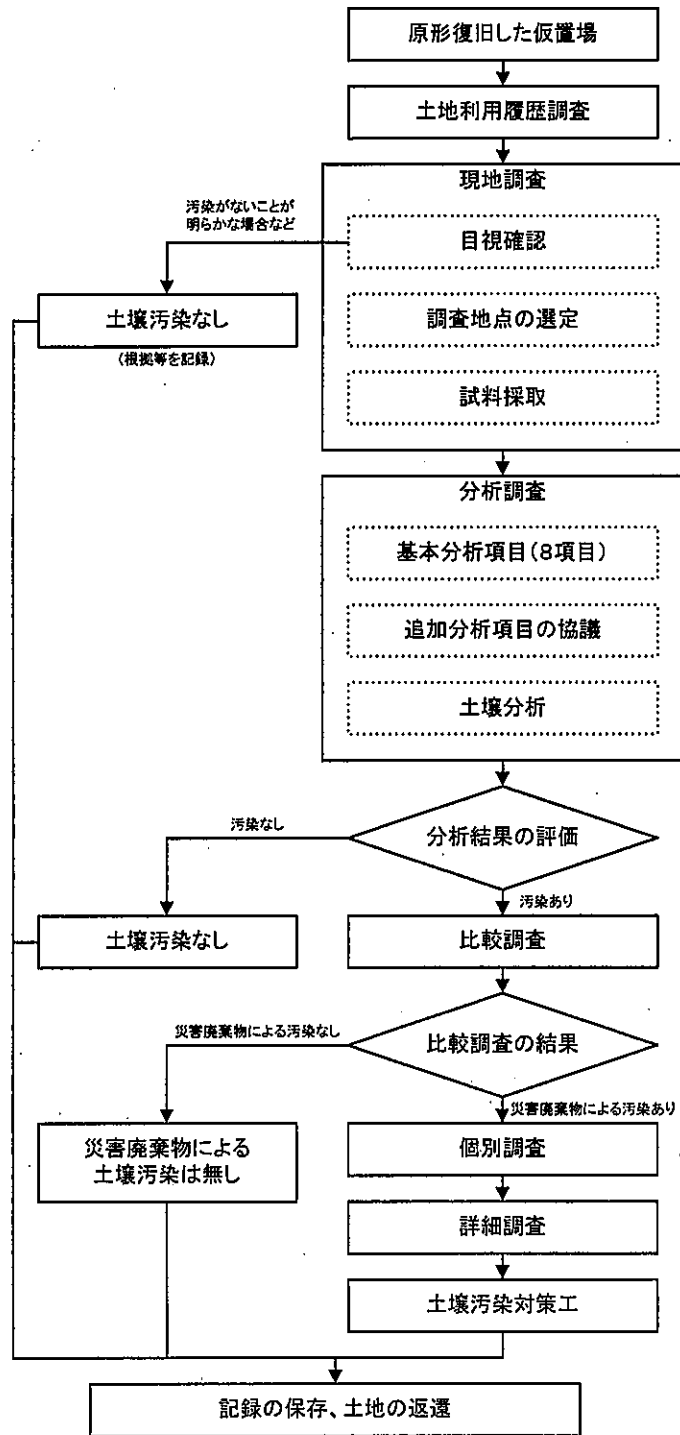 原形復旧した仮置場
土地利用履歴調査
現地調査
汚染がないことが
明らかな場合など
目視確認
土壌汚染なし
(根拠等を記録)
調査地点の選定
試料採取
分析調査
基本分析項目(8項目)
追加分析項目の協議
土壌分析
汚染なし
分析結果の評価
汚染あり
土壌汚染なし
比較調査
災害廃棄物による汚染なし
比較調査の結果
災害廃棄物による汚染あり
災害廃棄物による
土壌汚染は無し
個別調査
詳細調査
土壌汚染対策工
記録の保存、土地の返還